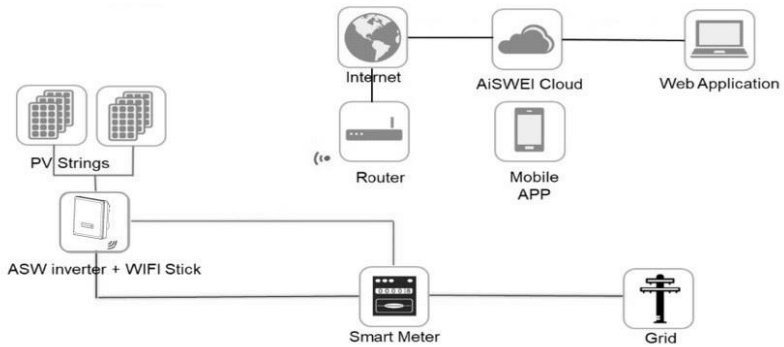 Internet
AiSWEI Cloud
Web Application
PV Strings
Router
Mobile
APP
ASW inverter + WIFI Stick
Smart Meter
Grid